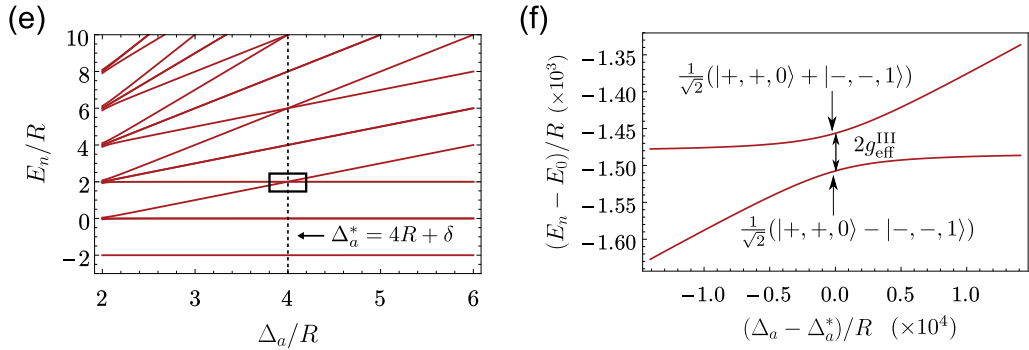 (e)
10
8
6
4
2
0
−2
E_n/R
2 3 4 5 6
Δ_a/R
← Δ_a^* = 4R + δ
(f)
−1.35
−1.40
−1.45
−1.50
−1.55
−1.60
(E_n − E_0)/R (×10^3)
1/√2(|+,+,0⟩ + |−,−,1⟩)
2g_eff^III
1/√2(|+,+,0⟩ − |−,−,1⟩)
−1.0 −0.5 0.0 0.5 1.0
(Δ_a − Δ_a^*)/R (×10^4)